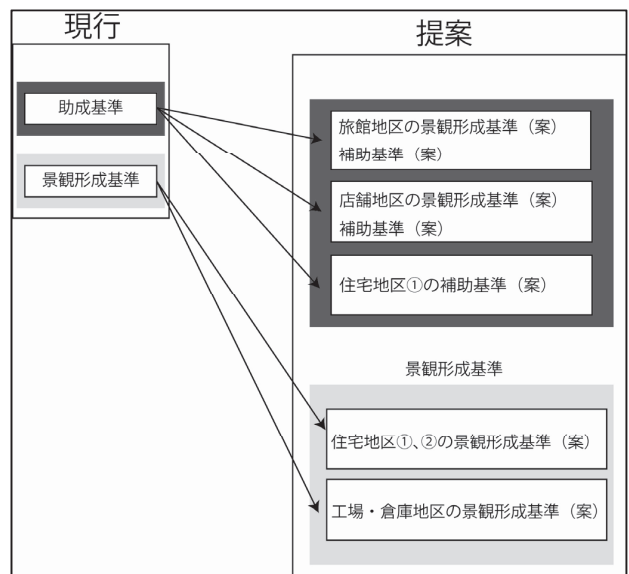 現行
助成基準
景観形成基準
提案
旅館地区の景観形成基準（案）
補助基準（案）
店舗地区の景観形成基準（案）
補助基準（案）
住宅地区①の補助基準（案）
景観形成基準
住宅地区①、②の景観形成基準（案）
工場・倉庫地区の景観形成基準（案）